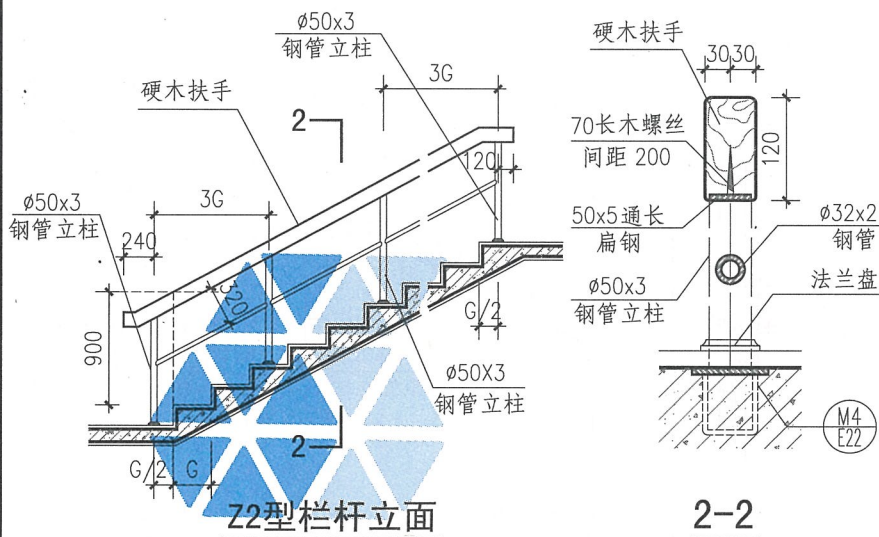 ø50x3
钢管立柱
3G
硬木扶手
2
120
ø50x3
钢管立柱
3G
240
320
900
G/2
ø50X3
钢管立柱
2
G/2
G
Z2型栏杆立面
硬木扶手
30 30
70长木螺丝
间距 200
120
50x5通长
扁钢
ø32x2
钢管
ø50x3
钢管立柱
法兰盘
M4
E22
2-2